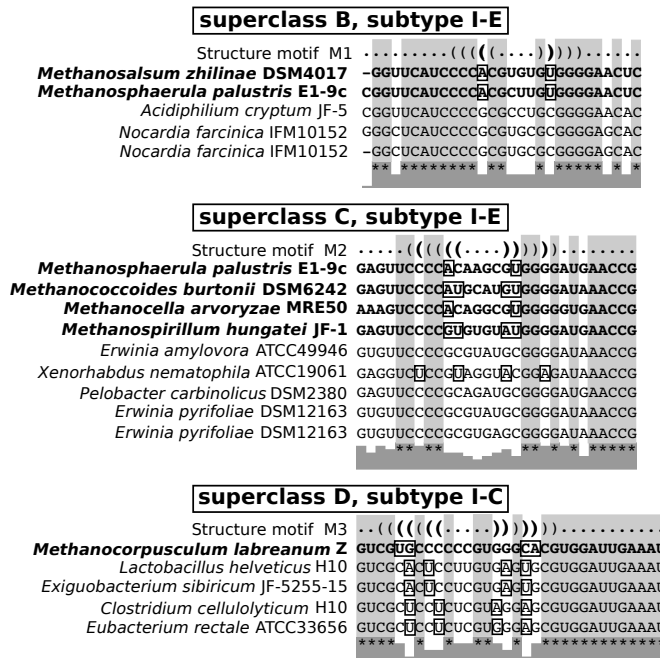 superclass B, subtype I-E
Structure motif M1 .........(((((....)))))......
Methanosalsum zhilinae DSM4017 –GGUUCAUCCCCACGUGUGUGGGGAACUC
Methanosphaerula palustris E1-9c CGGUUCAUCCCCACGCUUGUGGGGAACUC
Acidiphilium cryptum JF-5 CGGUUCAUCCCCGCGCCUGCGGGGAACAC
Nocardia farcinica IFM10152 GGGCUCAUCCCCGCGUGCGCGGGGAGCAC
Nocardia farcinica IFM10152 –GGCUCAUCCCCGCGUGCGCGGGGAGCAC
superclass C, subtype I-E
Structure motif M2 .....((((((....))))))........
Methanosphaerula palustris E1-9c GAGUUCCCCACAAGCGUGGGGAUGAACCG
Methanococcoides burtonii DSM6242 GAGUUCCCCAUGCAUGUGGGGAUGAACCG
Methanocella arvoryzae MRE50 AAAGUCCCCACAGGCGUGGGGAUGAACCG
Methanospirillum hungatei JF-1 GAGUUCCCCGUGUGUAUGGGGAUGAACCG
Erwinia amylovora ATCC49946 GUGUUCCCCGCGUAUGCGGGGAUAAACCG
Xenorhabdus nematophila ATCC19061 GAGGUCUCCGUAGGUACGGAGAUAAACCG
Pelobacter carbinolicus DSM2380 GAGUUCCCCGCAGAUGCGGGGAUGAACCG
Erwinia pyrifoliae DSM12163 GUGUUCCCCGCGUAUGCGGGGAUAAACCG
Erwinia pyrifoliae DSM12163 GUGUUCCCCGCGUGAGCGGGGAUAAACCG
superclass D, subtype I-C
Structure motif M3 ..(((((((.....)))))))...........
Methanocorpusculum labreanum Z GUCGUGCCCCCCGUGGGCACGUGGAUUGAAAU
Lactobacillus helveticus H10 GUCGCACUCCUUGUGAGUGCGUGGAUUGAAAU
Exiguobacterium sibiricum JF-5255-15 GUCGCACUCCUCGUGAGUGCGUGGAUUGAAAU
Clostridium cellulolyticum H10 GUCGCUCCUCUCGUAGGAGCGUGGAUUGAAAU
Eubacterium rectale ATCC33656 GUCGCUCCUCUCGUGGGAGCGUGGAUUGAAAU